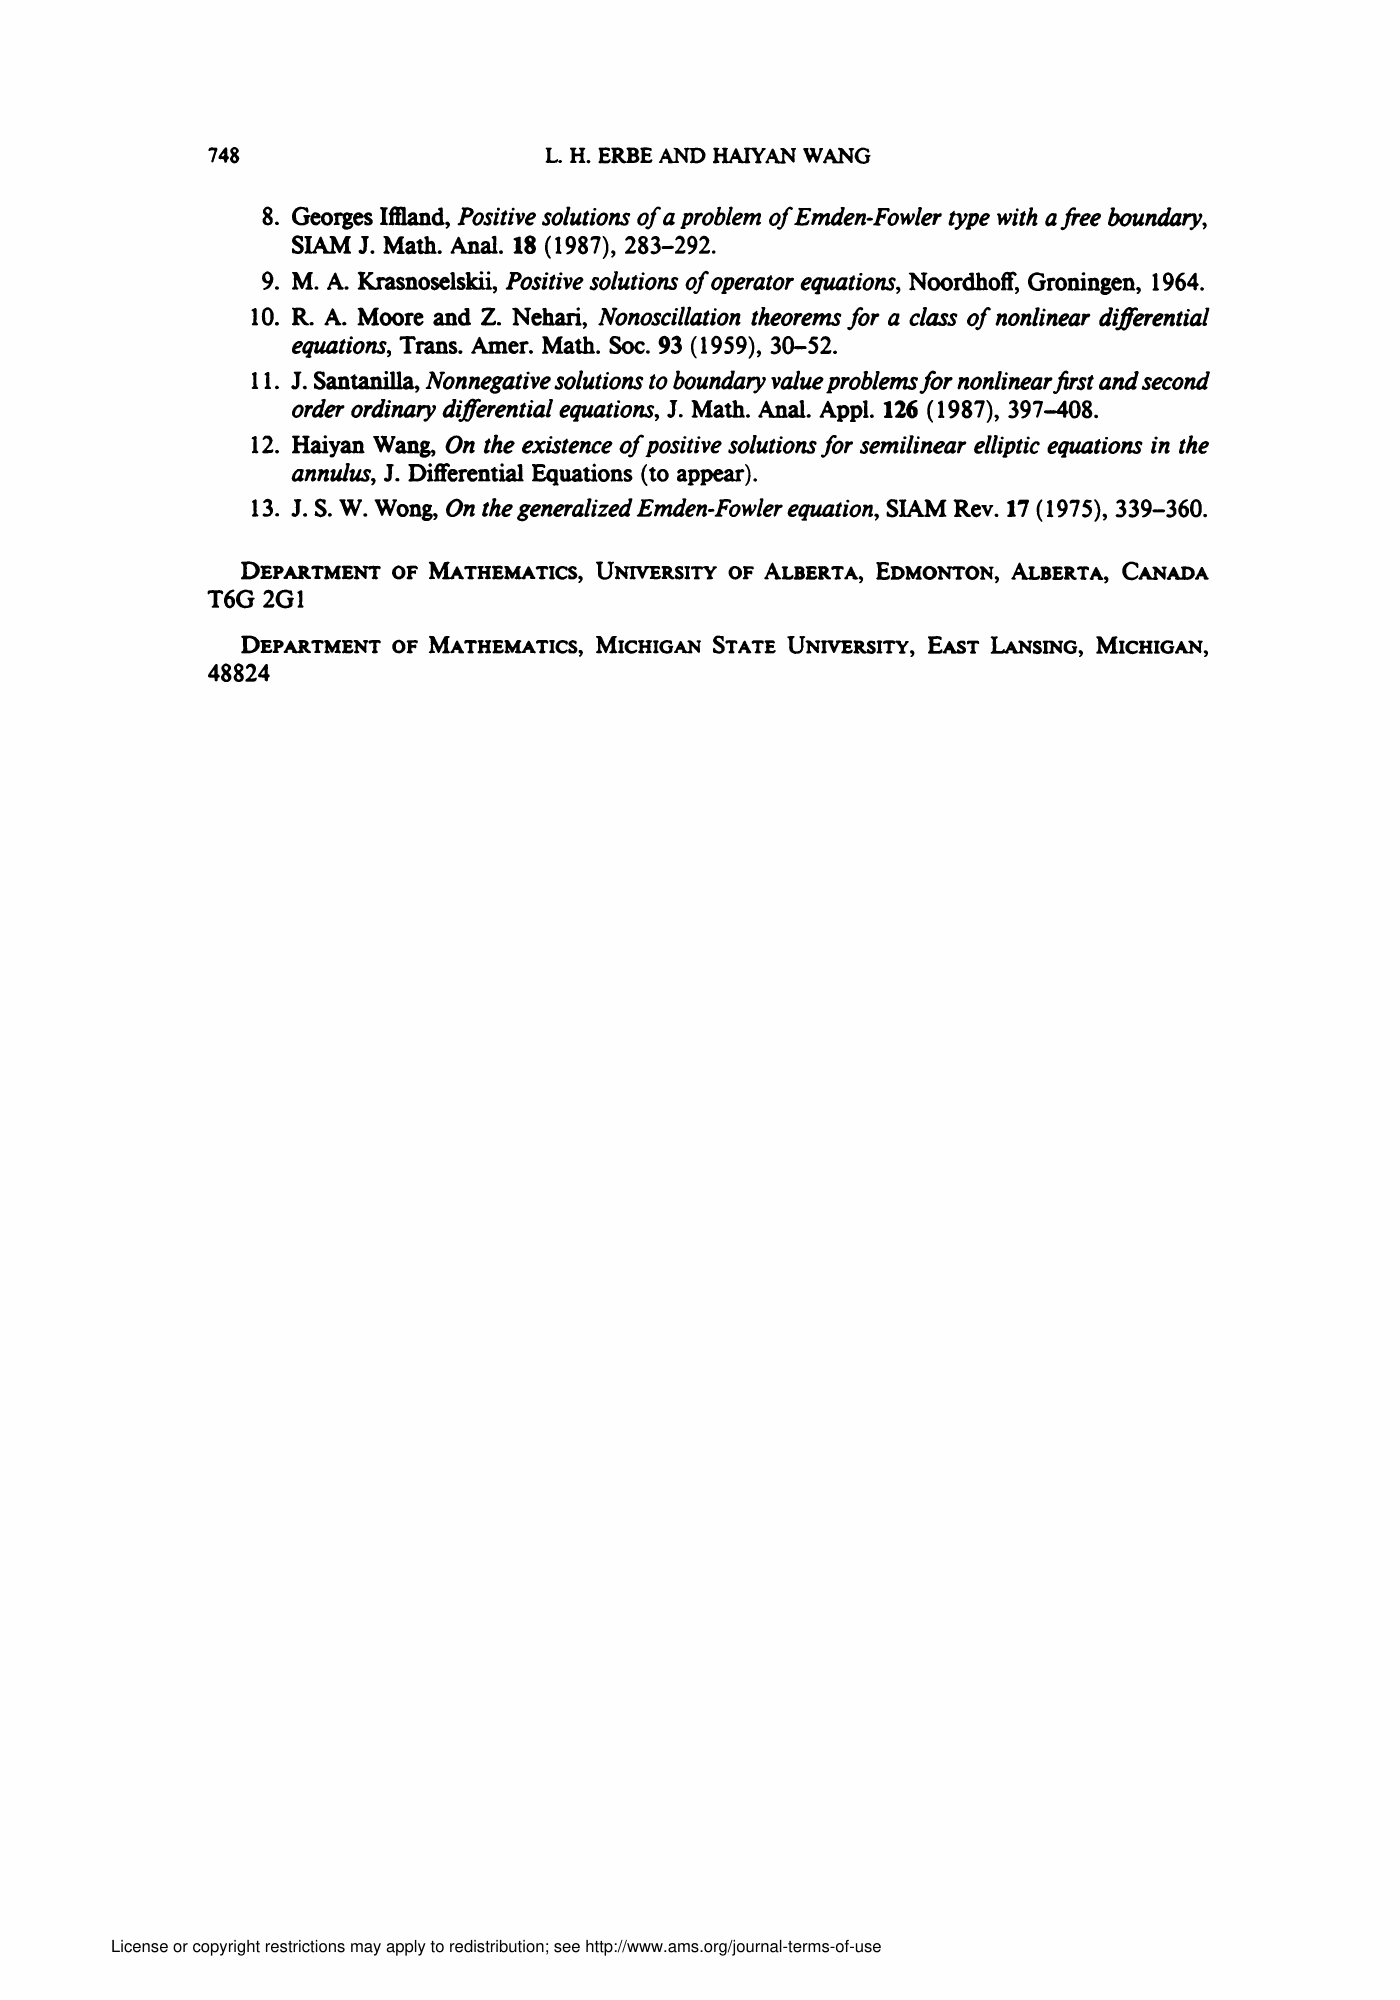 748 L. H. ERBE AND HAIYAN WANG
8. Georges Iffland, Positive solutions of a problem of Emden-Fowler type with a free boundary,
SIAM J. Math. Anal. 18 (1987), 283–292.
9. M. A. Krasnoselskii, Positive solutions of operator equations, Noordhoff, Groningen, 1964.
10. R. A. Moore and Z. Nehari, Nonoscillation theorems for a class of nonlinear differential
equations, Trans. Amer. Math. Soc. 93 (1959), 30–52.
11. J. Santanilla, Nonnegative solutions to boundary value problems for nonlinear first and second
order ordinary differential equations, J. Math. Anal. Appl. 126 (1987), 397–408.
12. Haiyan Wang, On the existence of positive solutions for semilinear elliptic equations in the
annulus, J. Differential Equations (to appear).
13. J. S. W. Wong, On the generalized Emden-Fowler equation, SIAM Rev. 17 (1975), 339–360.
DEPARTMENT OF MATHEMATICS, UNIVERSITY OF ALBERTA, EDMONTON, ALBERTA, CANADA
T6G 2G1
DEPARTMENT OF MATHEMATICS, MICHIGAN STATE UNIVERSITY, EAST LANSING, MICHIGAN,
48824
License or copyright restrictions may apply to redistribution; see http://www.ams.org/journal-terms-of-use